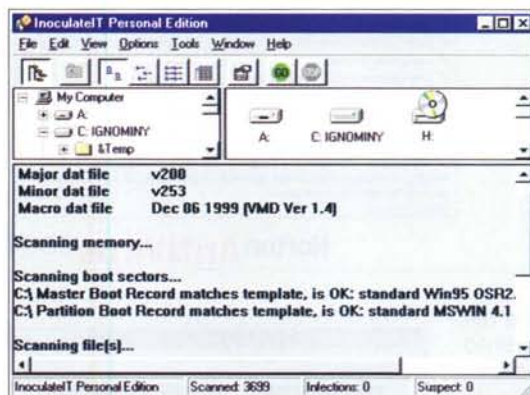 InoculateIT Personal Edition
File Edit View Options Tools Window Help
GO
My Computer
A:
C: IGNOMINY
&Temp
A:
C: IGNOMINY
H:
Major dat file v200
Minor dat file v253
Macro dat file Dec 06 1999 (VMD Ver 1.4)
Scanning memory...
Scanning boot sectors...
C:\ Master Boot Record matches template, is OK: standard Win95 OSR2.
C:\ Partition Boot Record matches template, is OK: standard MSWIN 4.1
Scanning file[s]...
InoculateIT Personal Edition Scanned: 3699 Infections: 0 Suspect: 0